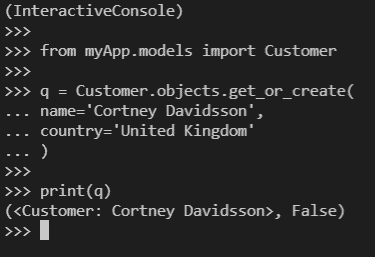 (InteractiveConsole)
>>>
>>> from myApp.models import Customer
>>>
>>> q = Customer.objects.get_or_create(
... name='Cortney Davidsson',
... country='United Kingdom'
... )
>>>
>>> print(q)
(<Customer: Cortney Davidsson>, False)
>>>